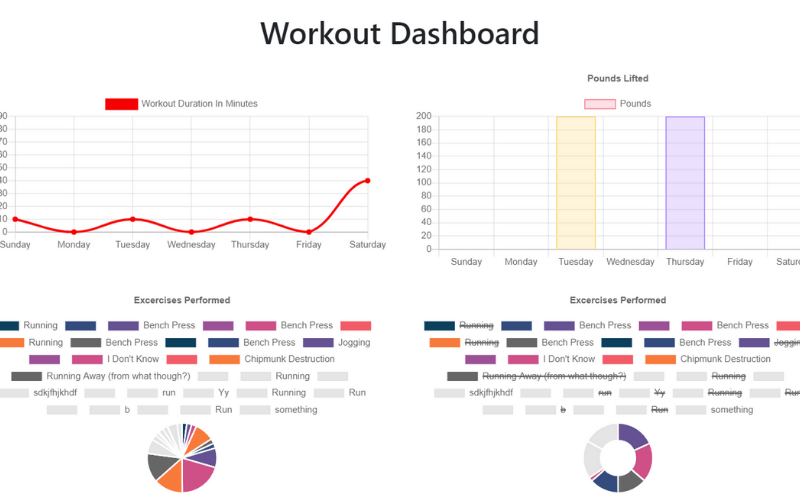 Workout Dashboard
Workout Duration In Minutes
90
80
70
60
50
40
30
20
10
0
Sunday Monday Tuesday Wednesday Thursday Friday Saturday
Pounds Lifted
Pounds
200
180
160
140
120
100
80
60
40
20
0
Sunday Monday Tuesday Wednesday Thursday Friday Satur
Excercises Performed
Running Bench Press Bench Press
Running Bench Press Bench Press Jogging
I Don't Know Chipmunk Destruction
Running Away (from what though?) Running
sdkjfhjkhdf run Yy Running Run
b Run something
Excercises Performed
Running Bench Press Bench Press
Running Bench Press Bench Press Joggin
I Don't Know Chipmunk Destruction
Running Away (from what though?) Running
sdkjfhjkhdf run Yy Running Run
b Run something